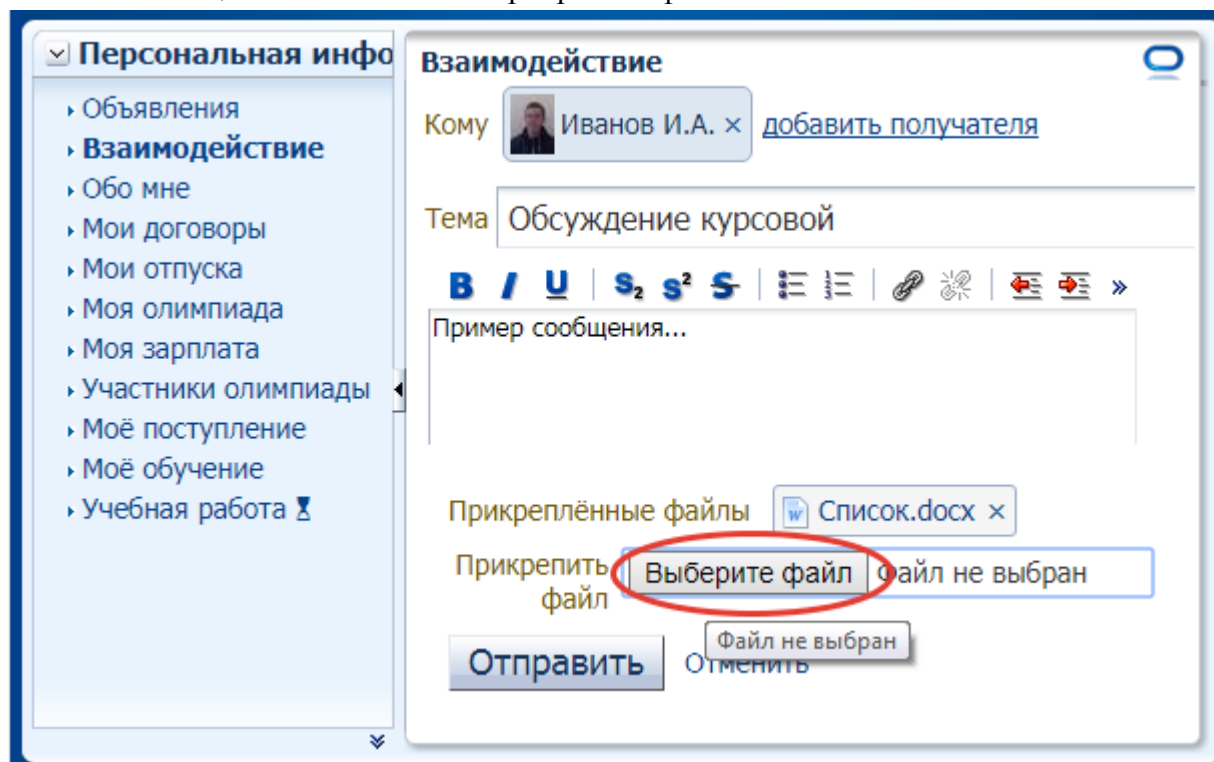 Персональная инфо
Объявления
Взаимодействие
Обо мне
Мои договоры
Мои отпуска
Моя олимпиада
Моя зарплата
Участники олимпиады
Моё поступление
Моё обучение
Учебная работа
Взаимодействие
Кому Иванов И.А. × добавить получателя
Тема Обсуждение курсовой
B I U S₂ S² S »
Пример сообщения...
Прикреплённые файлы Список.docx ×
Прикрепить файл Выберите файл Файл не выбран
Файл не выбран
Отправить Отменить